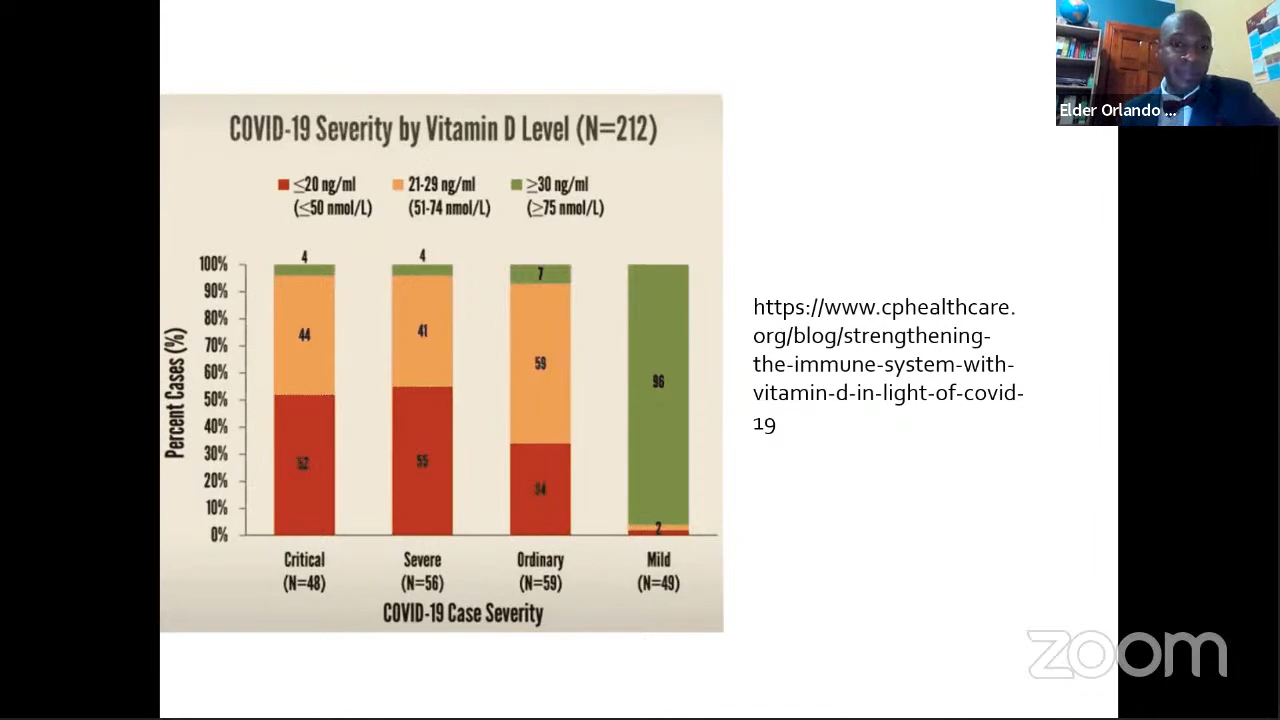 Elder Orlando ...
COVID-19 Severity by Vitamin D Level (N=212)
≤20 ng/ml
(≤50 nmol/L)
21-29 ng/ml
(51-74 nmol/L)
≥30 ng/ml
(≥75 nmol/L)
Percent Cases (%)
100%
90%
80%
70%
60%
50%
40%
30%
20%
10%
0%
4
44
52
4
41
55
7
59
34
96
2
Critical
(N=48)
Severe
(N=56)
Ordinary
(N=59)
Mild
(N=49)
COVID-19 Case Severity
https://www.cphealthcare.
org/blog/strengthening-
the-immune-system-with-
vitamin-d-in-light-of-covid-
19
zoom